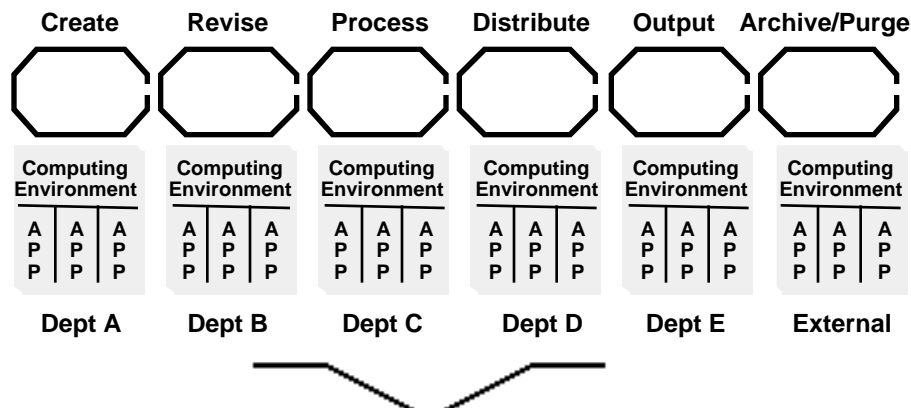 Create Revise Process Distribute Output Archive/Purge
Computing Computing Computing Computing Computing Computing
Environment Environment Environment Environment Environment Environment
A A A A A A A A A A A A A A A A A A
P P P P P P P P P P P P P P P P P P
P P P P P P P P P P P P P P P P P P
Dept A Dept B Dept C Dept D Dept E External